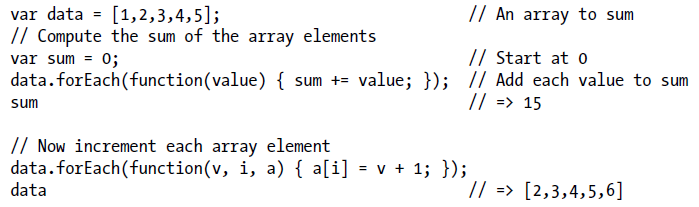 var data = [1,2,3,4,5]; // An array to sum
// Compute the sum of the array elements
var sum = 0; // Start at 0
data.forEach(function(value) { sum += value; }); // Add each value to sum
sum // => 15
// Now increment each array element
data.forEach(function(v, i, a) { a[i] = v + 1; });
data // => [2,3,4,5,6]